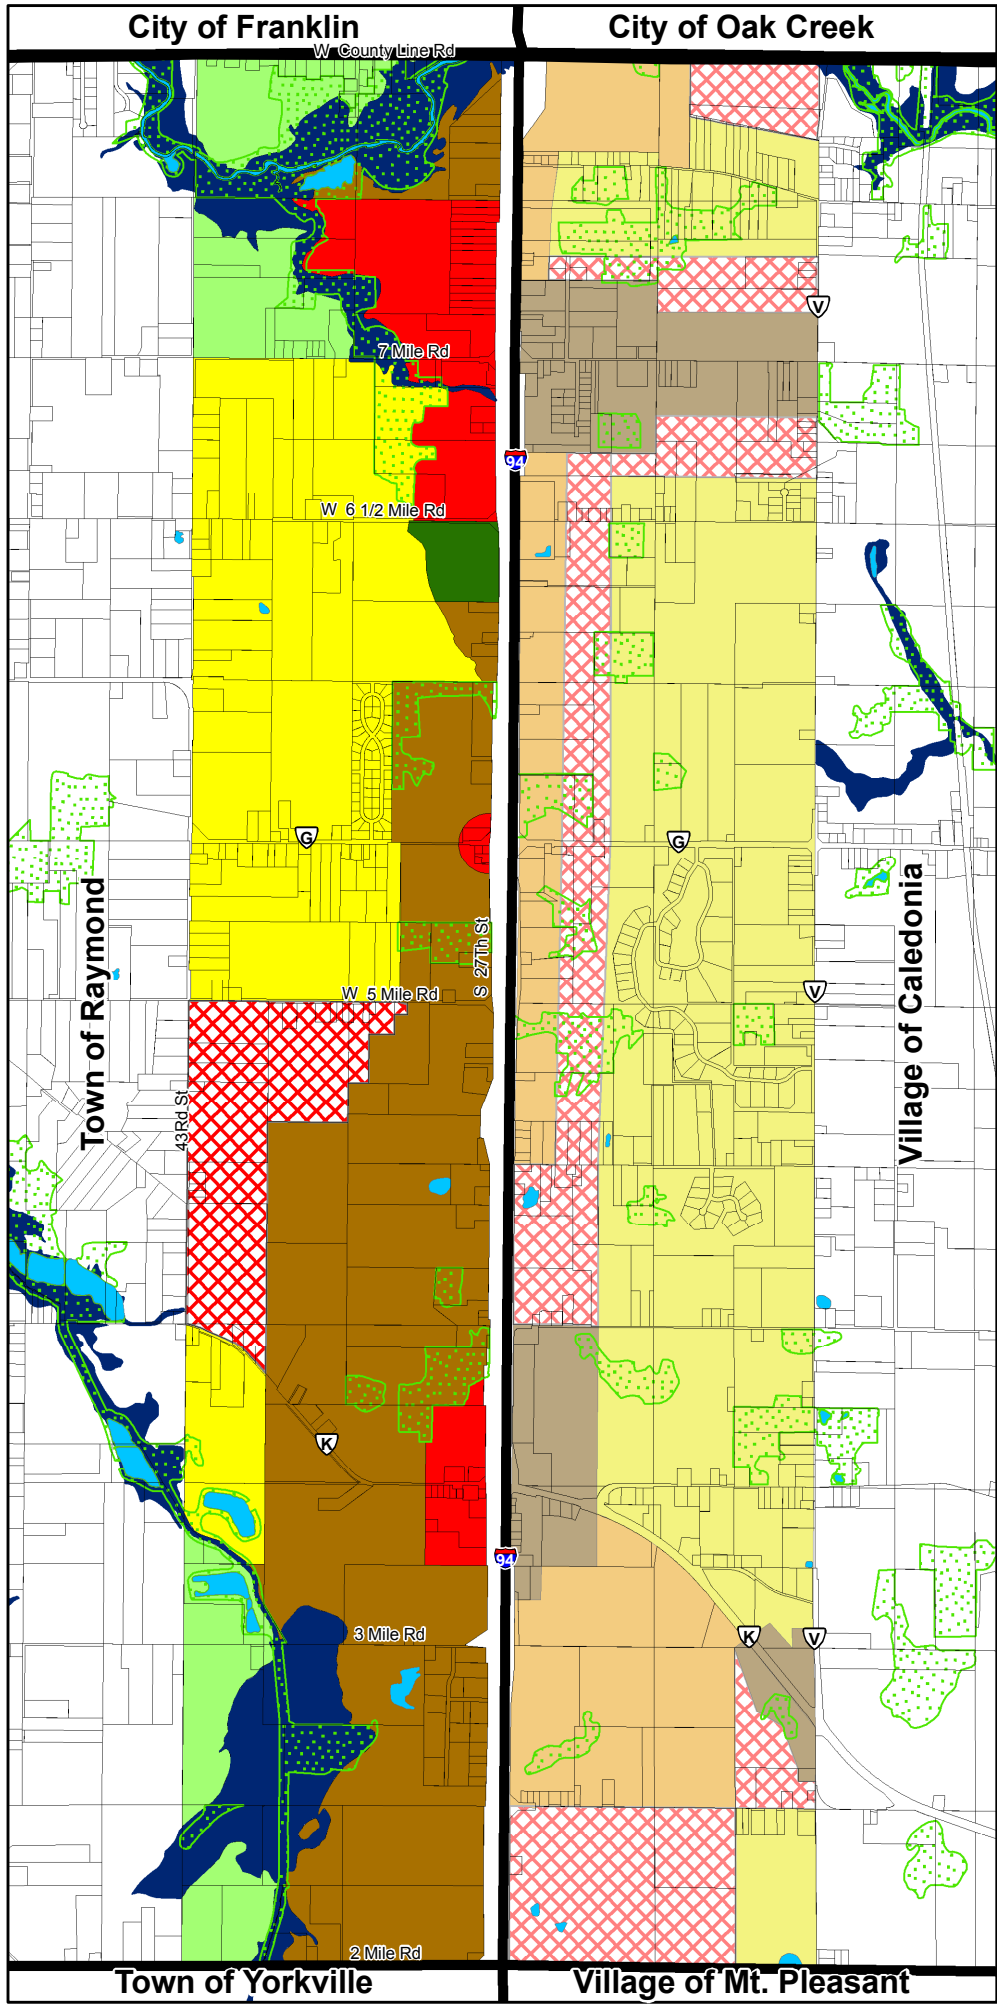 City of Franklin
City of Oak Creek
W County Line Rd
V
7 Mile Rd
94
W 6 1/2 Mile Rd
G
G
Town of Raymond
Village of Caledonia
S 27Th St
W 5 Mile Rd
V
43Rd St
K
94
3 Mile Rd
K
V
2 Mile Rd
Town of Yorkville
Village of Mt. Pleasant